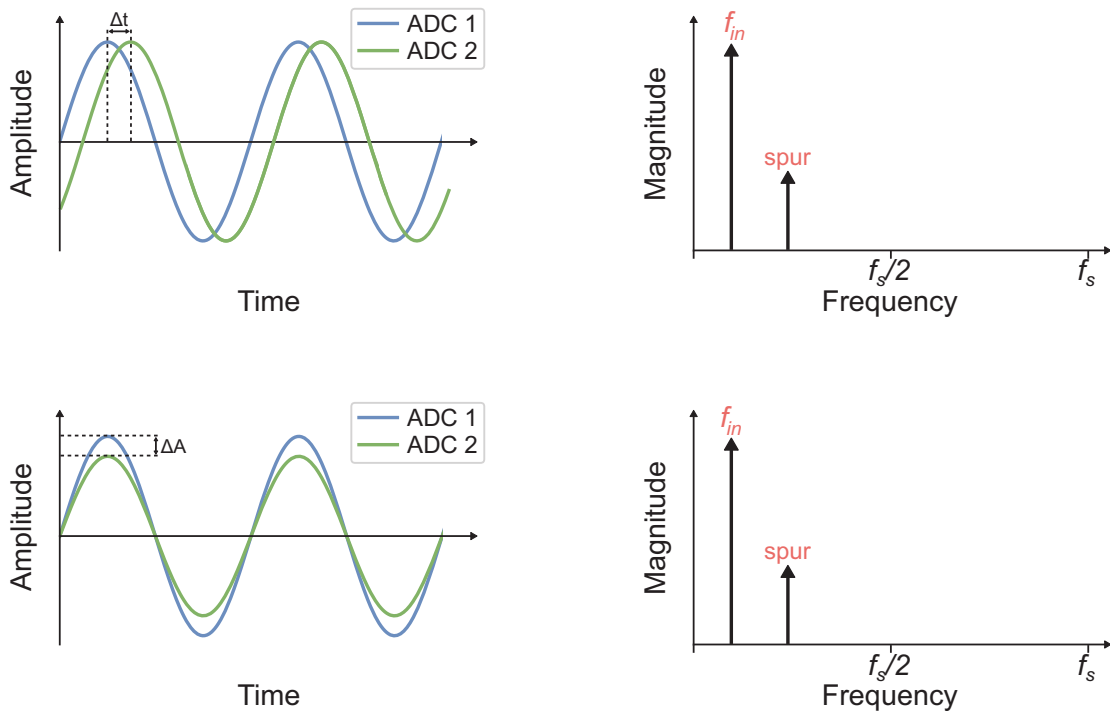 Δt
ADC 1
ADC 2
Amplitude
Time
f_in
spur
Magnitude
f_s/2
f_s
Frequency
ADC 1
ADC 2
ΔA
Amplitude
Time
f_in
spur
Magnitude
f_s/2
f_s
Frequency